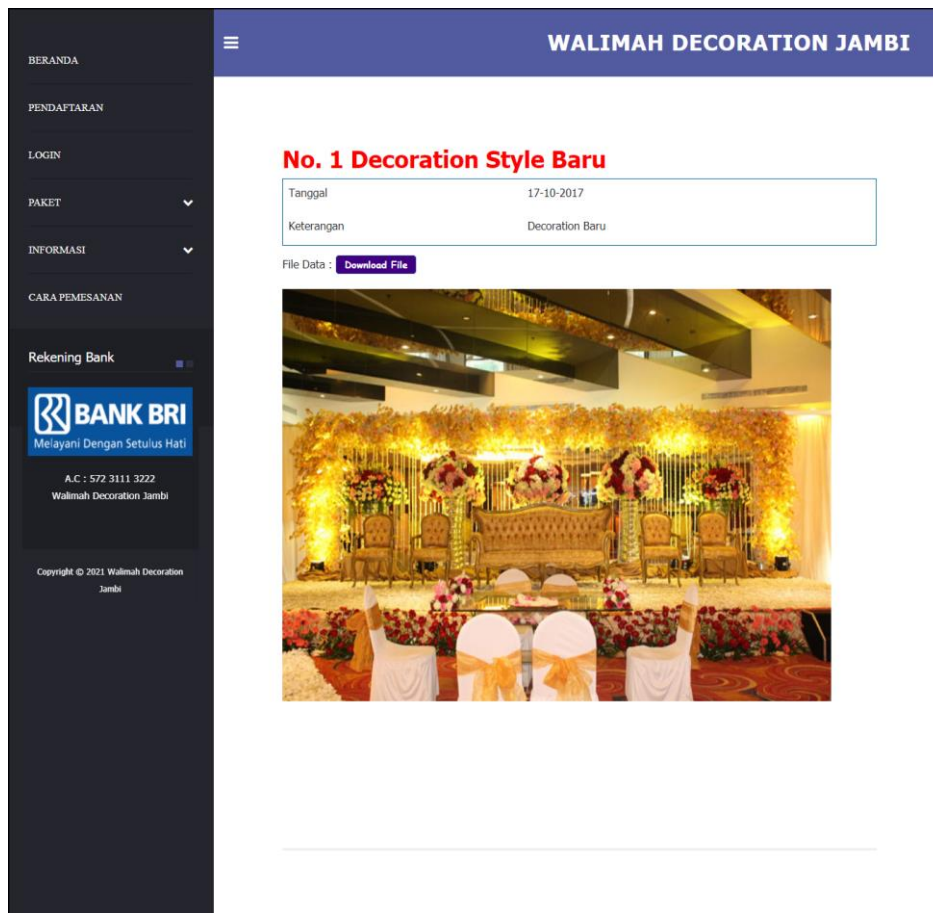 BERANDA
PENDAFTARAN
LOGIN
PAKET
INFORMASI
CARA PEMESANAN
Rekening Bank
BANK BRI
Melayani Dengan Setulus Hati
A.C : 572 3111 3222
Walimah Decoration Jambi
Copyright © 2021 Walimah Decoration
Jambi
WALIMAH DECORATION JAMBI
No. 1 Decoration Style Baru
Tanggal 17-10-2017
Keterangan Decoration Baru
File Data : Download File